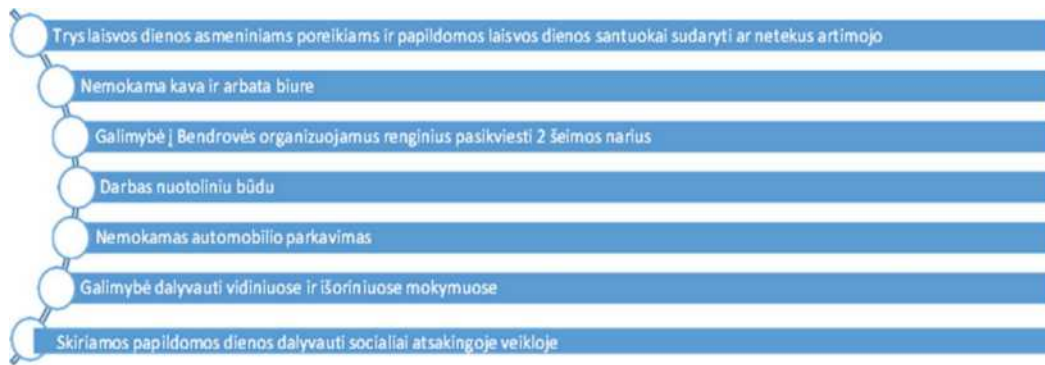 Trys laisvos dienos asmeniniams poreikiams ir papildomos laisvos dienos santuokai sudaryti ar netekus artimojo
Nemokama kava ir arbata biure
Galimybė į Bendrovės organizuojamus renginius pasikviesti 2 šeimos narius
Darbas nuotoliniu būdu
Nemokamas automobilio parkavimas
Galimybė dalyvauti vidiniuose ir išoriniuose mokymuose
Skiriamos papildomos dienos dalyvauti socialiai atsakingoje veikloje